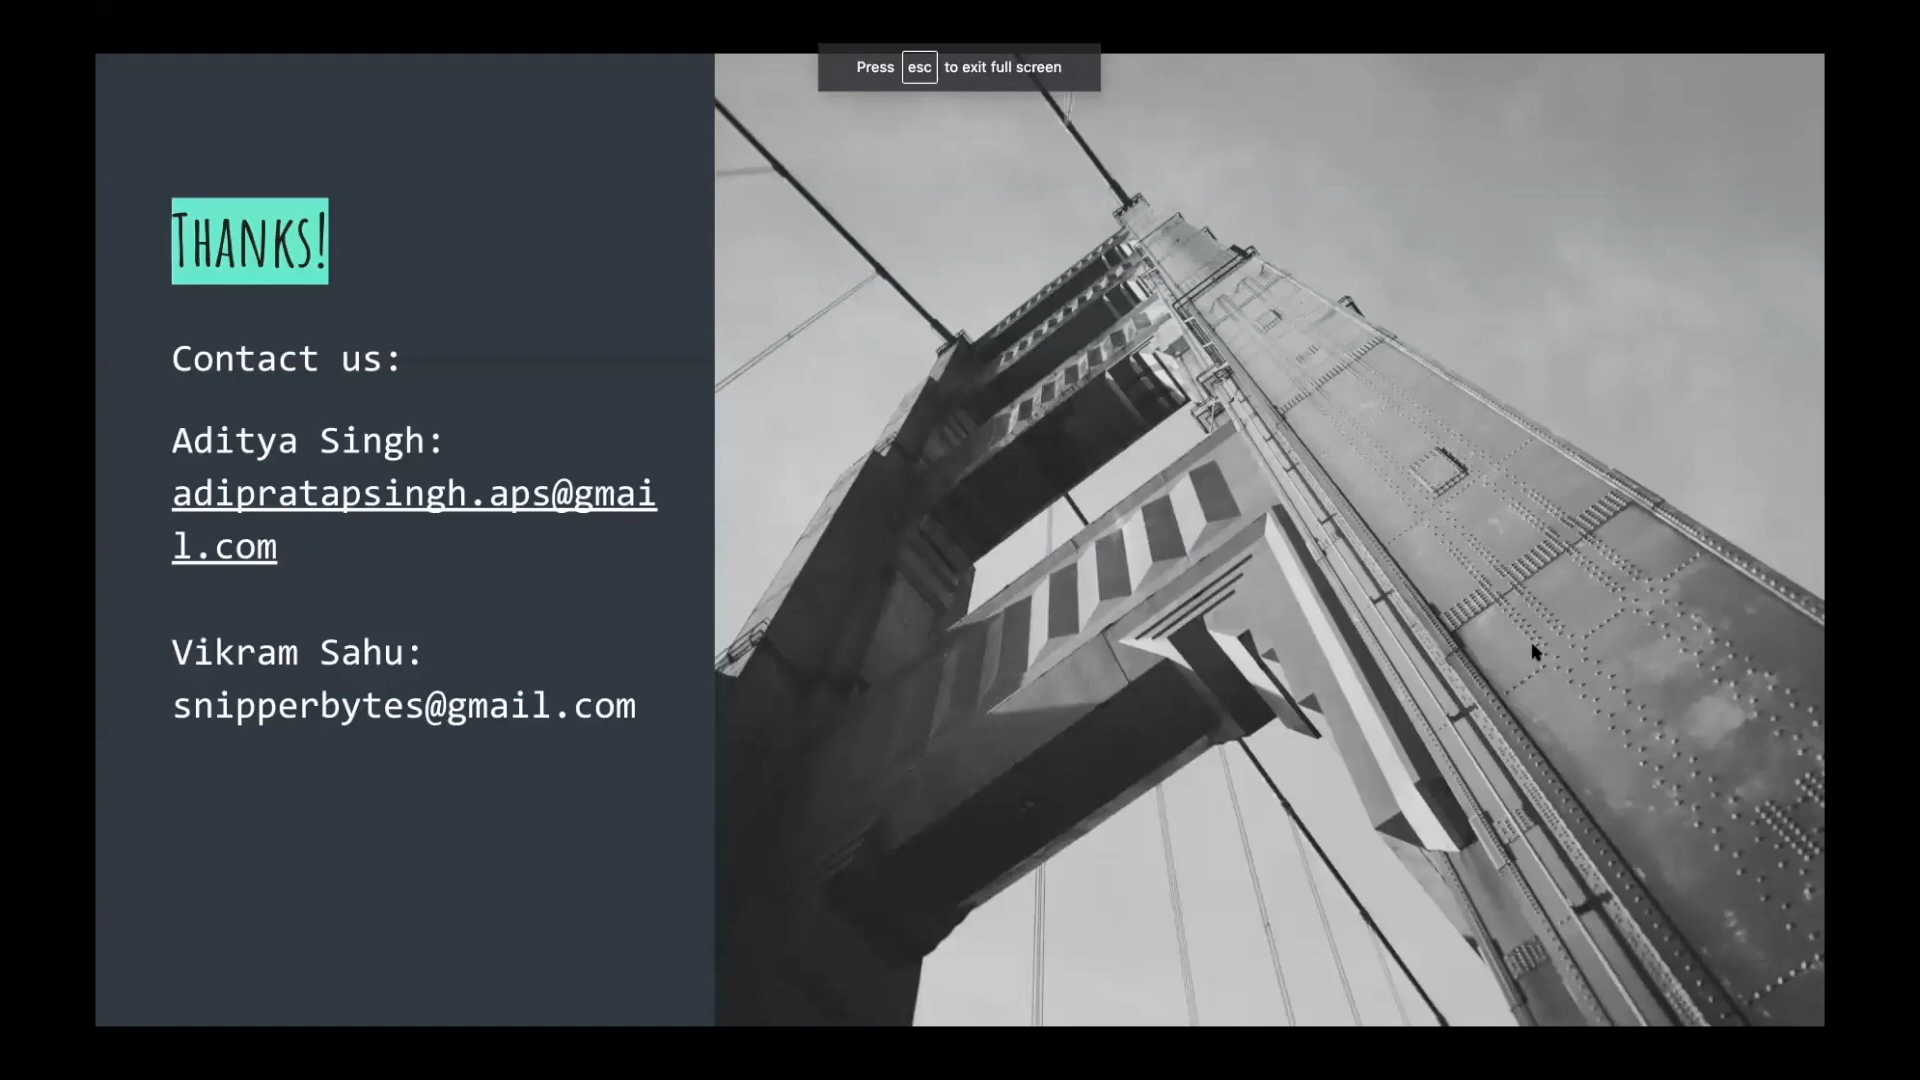 Press esc to exit full screen
THANKS!
Contact us:
Aditya Singh:
adipratapsingh.aps@gmai
l.com
Vikram Sahu:
snipperbytes@gmail.com